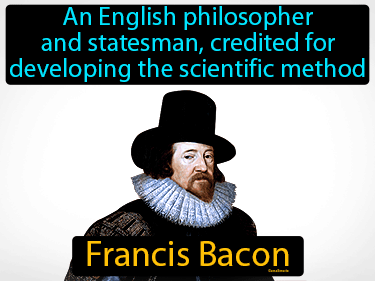 An English philosopher
and statesman, credited for
developing the scientific method
Francis Bacon